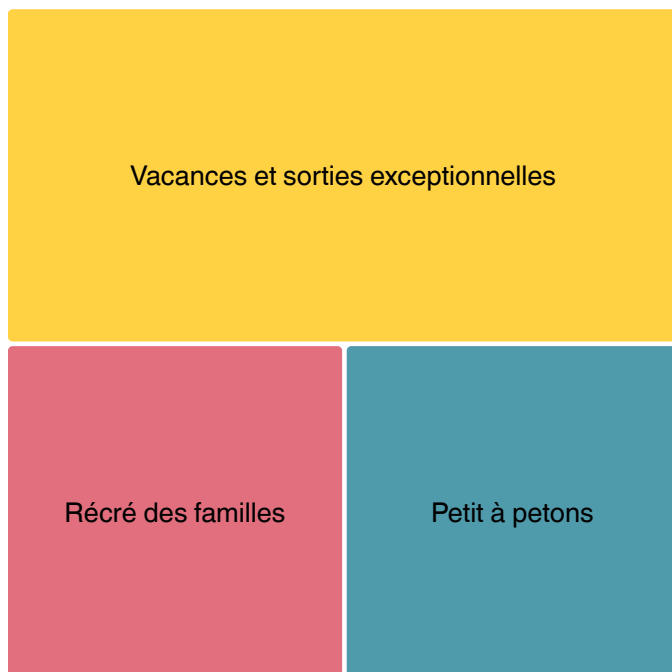 Vacances et sorties exceptionnelles
Récré des familles
Petit à petons